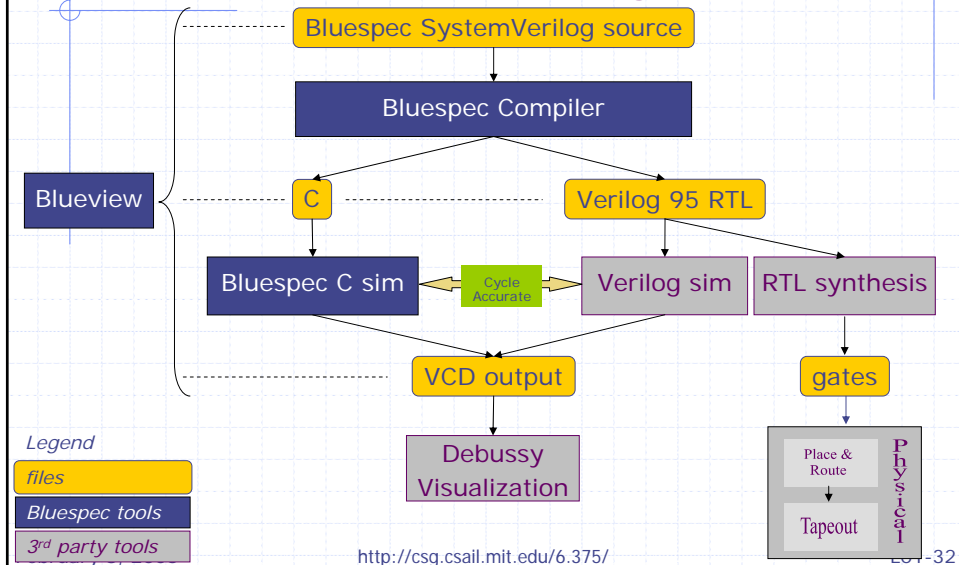 Bluespec SystemVerilog source
Bluespec Compiler
Blueview
C
Verilog 95 RTL
Bluespec C sim
Cycle
Accurate
Verilog sim
RTL synthesis
VCD output
gates
Legend
files
Bluespec tools
3rd party tools
Debussy
Visualization
Place &
Route
Tapeout
Physical
http://csg.csail.mit.edu/6.375/
-32